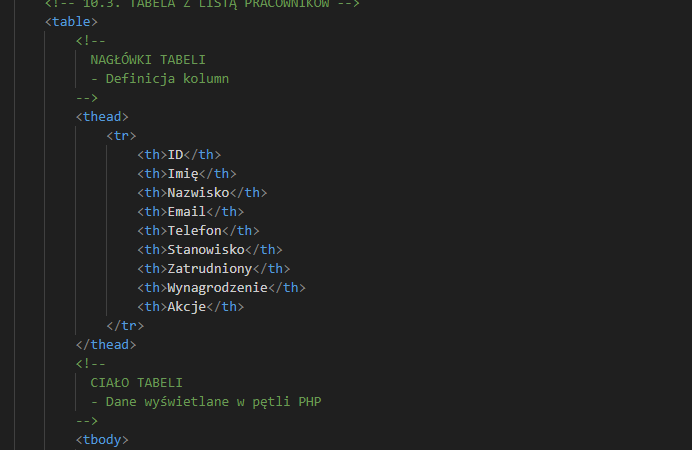 <!-- 10.3. TABELA Z LISTĄ PRACOWNIKÓW -->
<table>
<!--
NAGŁÓWKI TABELI
- Definicja kolumn
-->
<thead>
<tr>
<th>ID</th>
<th>Imię</th>
<th>Nazwisko</th>
<th>Email</th>
<th>Telefon</th>
<th>Stanowisko</th>
<th>Zatrudniony</th>
<th>Wynagrodzenie</th>
<th>Akcje</th>
</tr>
</thead>
<!--
CIAŁO TABELI
- Dane wyświetlane w pętli PHP
-->
<tbody>